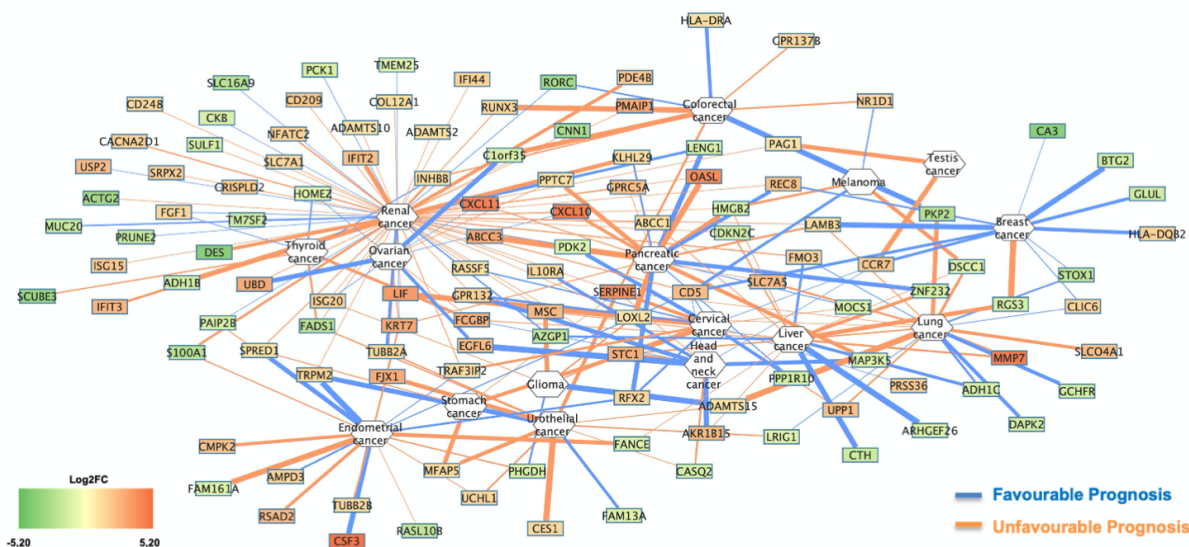 HLA-DRA
GPR137B
TMEM25
PCK1
SLC16A9
IFI44
RORC
PDE4B
CD209
COL12A1
CD248
RUNX3
PMAIP1
Colorectal
cancer
NR1D1
CKB
NFATC2
ADAMTS10
ADAMTS2
CNN1
CA3
CACNA2D1
SULF1
IFIT2
C1orf35
KLHL29
LENG1
PAG1
Testis
cancer
BTG2
USP2
SRPX2
SLC7A1
INHBB
PPTC7
GPRC5A
OASL
REC8
Melanoma
CRISPLD2
HOMEZ
ACTG2
GLUL
FGF1
TM7SF2
Renal
cancer
CXCL11
CXCL10
ABCC1
HMGB2
PKP2
MUC20
PRUNE2
ABCC3
CDKN2C
LAMB3
Breast
cancer
HLA-DQB2
DES
Thyroid
cancer
Ovarian
cancer
PDK2
Pancreatic
cancer
FMO3
CCR7
DSCC1
ISG15
RASSF5
IL10RA
STOX1
ADH1B
UBD
SLC7A5
ZNF232
SCUBE3
IFIT3
ISG20
LIF
GPR132
SERPINE1
CD5
MOCS1
RGS3
CLIC6
PAIP2B
FADS1
KRT7
FCGBP
MSC
LOXL2
Cervical
cancer
Liver
cancer
Lung
cancer
AZGP1
S100A1
SPRED1
TUBB2A
EGFL6
STC1
Head
and
neck
cancer
MAP3K5
MMP7
SLCO4A1
TRPM2
FJX1
TRAF3IP2
Glioma
PPP1R10
PRSS36
ADH1C
GCHFR
Stomach
cancer
RFX2
ADAMTS15
UPP1
Endometrial
cancer
Urothelial
cancer
AKR1B15
LRIG1
ARHGEF26
DAPK2
CMPK2
FANCE
CTH
FAM161A
AMPD3
MFAP5
PHGDH
CASQ2
RSAD2
TUBB2B
UCHL1
FAM13A
CSF3
RASL10B
CES1
Log2FC
-5.20
5.20
Favourable Prognosis
Unfavourable Prognosis